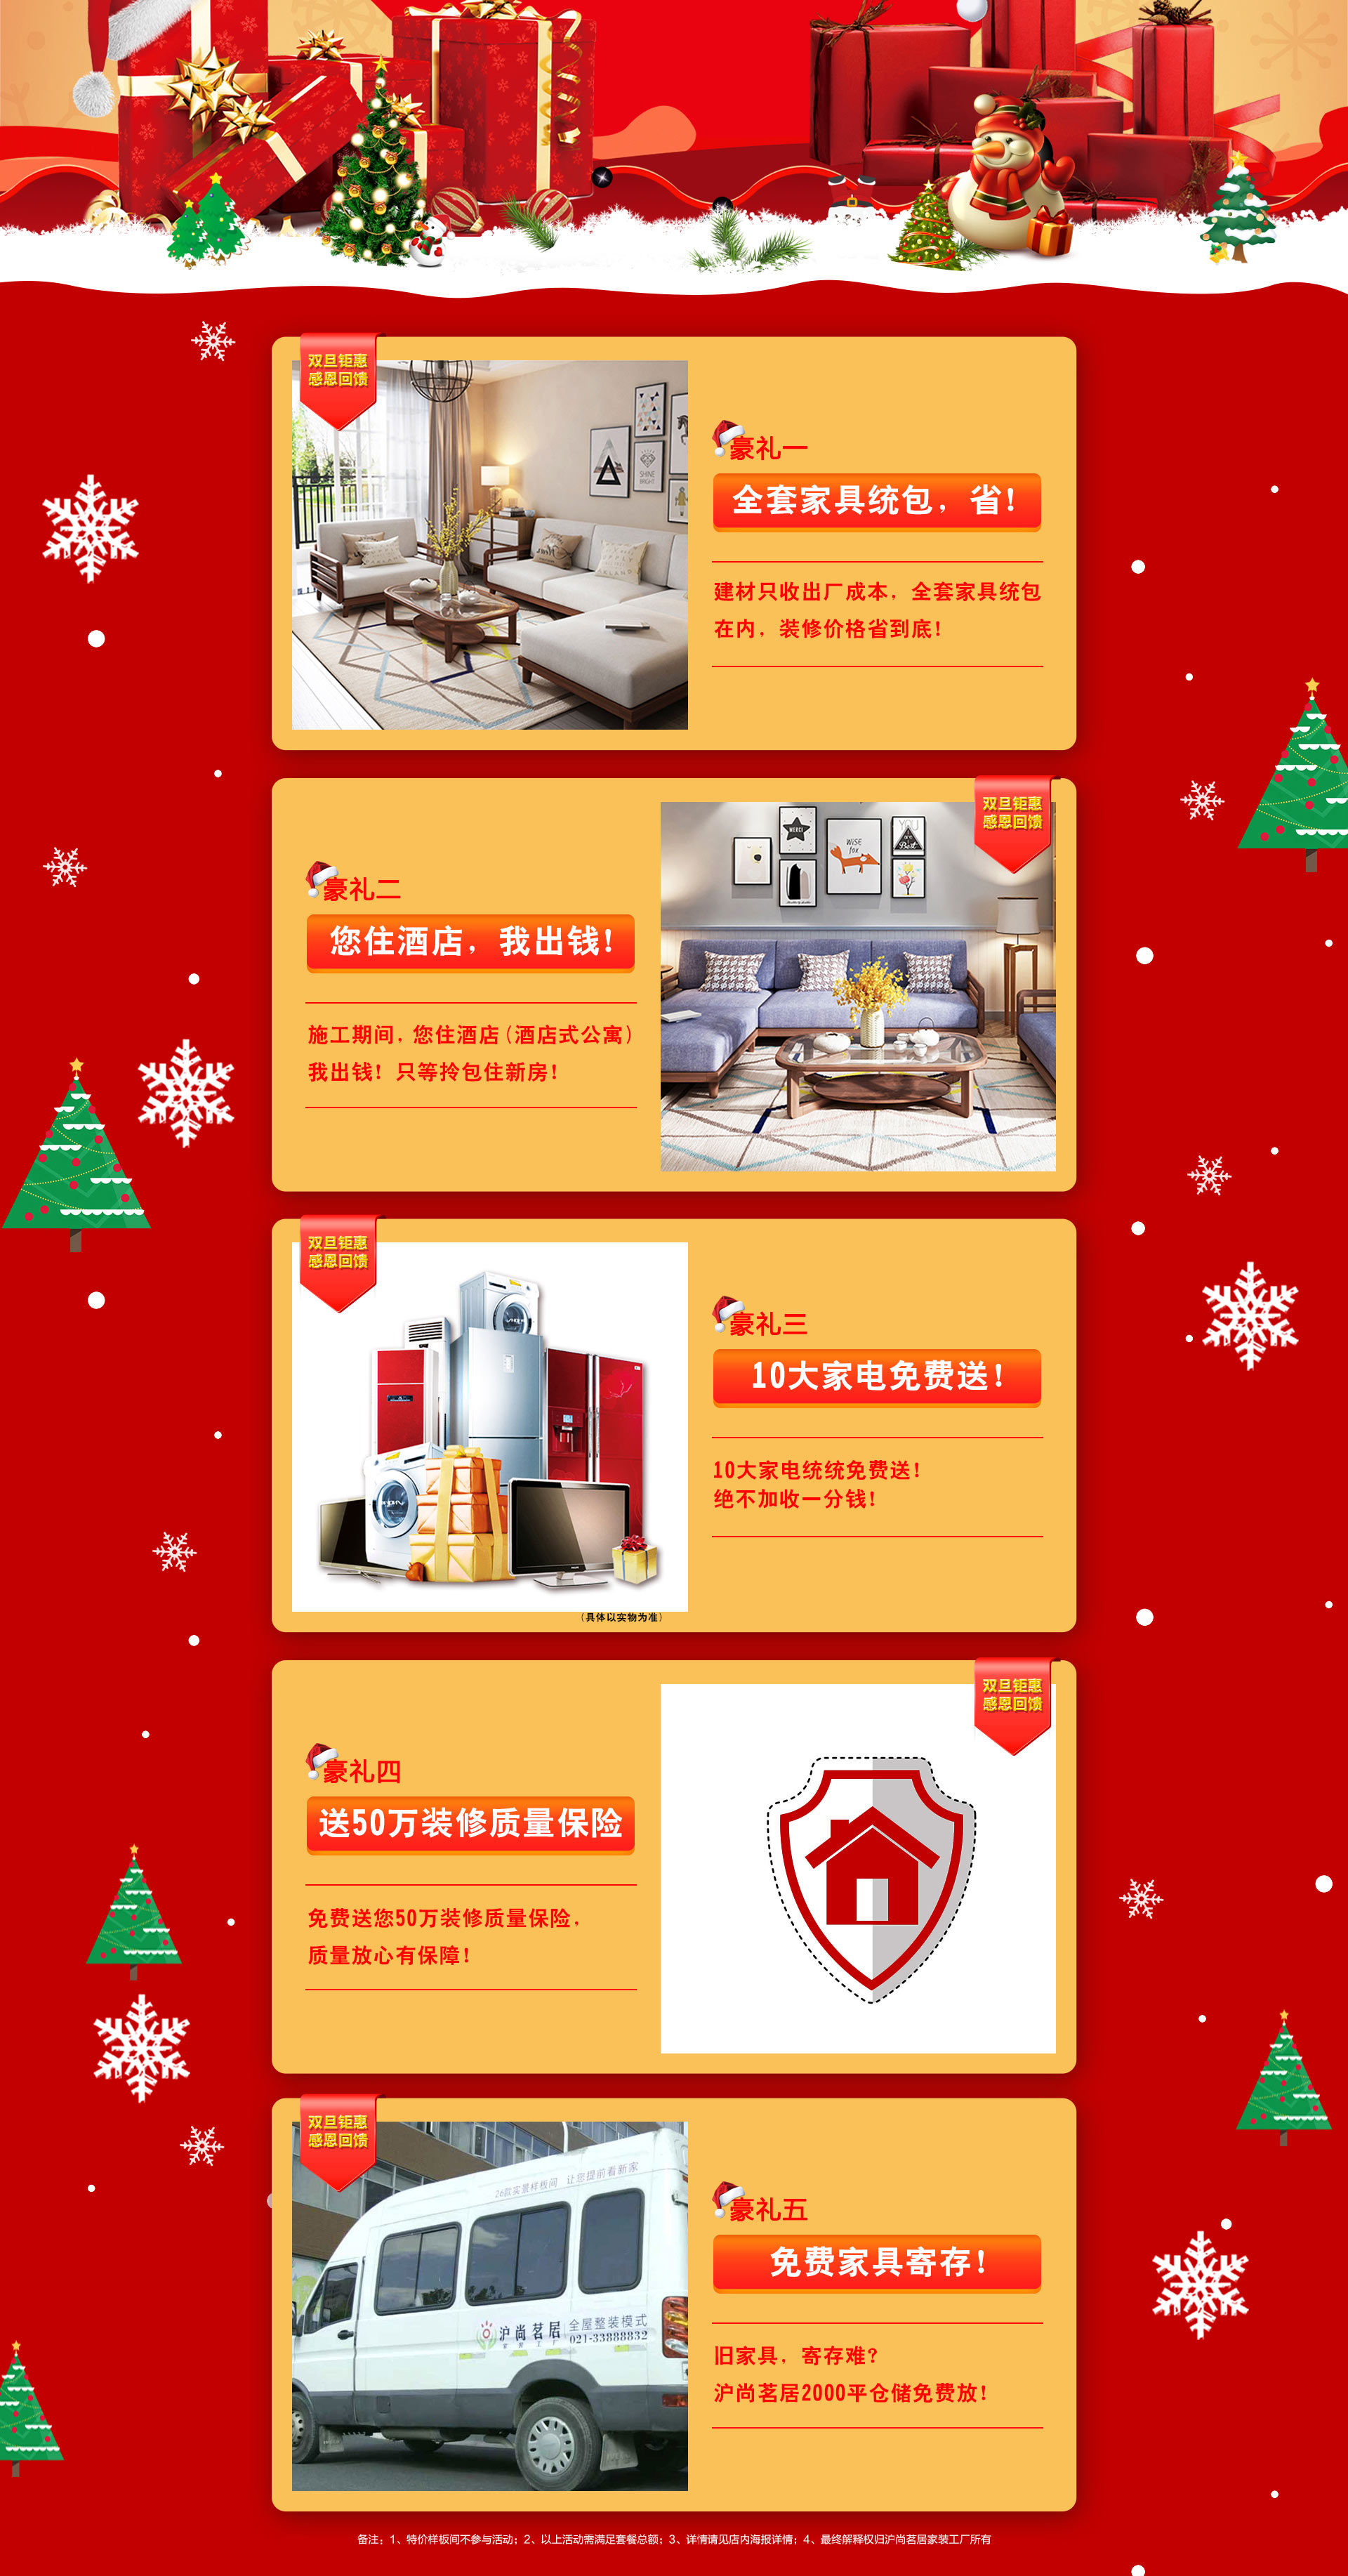 双旦钜惠
感恩回馈
SHINE
BRIGHT
豪礼一
全套家具统包，省!
建材只收出厂成本，全套家具统包
在内，装修价格省到底!
双旦钜惠
感恩回馈
MERCI
WiSE
fox
YOU
Best
豪礼二
您住酒店，我出钱!
施工期间，您住酒店(酒店式公寓)
我出钱! 只等拎包住新房!
双旦钜惠
感恩回馈
豪礼三
10大家电免费送!
10大家电统统免费送!
绝不加收一分钱!
(具体以实物为准)
双旦钜惠
感恩回馈
豪礼四
送50万装修质量保险
免费送您50万装修质量保险，
质量放心有保障!
双旦钜惠
感恩回馈
26款实景样板间 让您提前看新家
沪尚茗居
全屋整装模式
021-33888832
豪礼五
免费家具寄存!
旧家具，寄存难?
沪尚茗居2000平仓储免费放!
备注：1、特价样板间不参与活动；2、以上活动需满足套餐总额；3、详情请见店内海报详情；4、最终解释权归沪尚茗居家装工厂所有